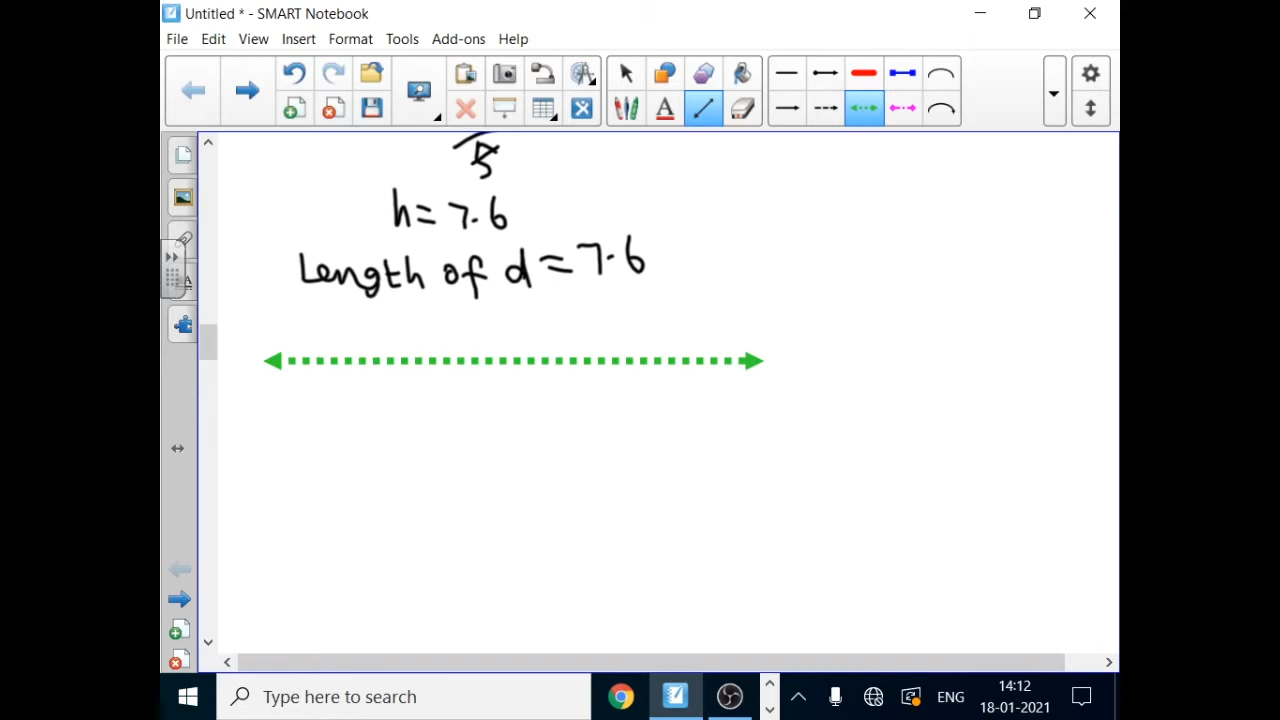 Untitled * - SMART Notebook
File Edit View Insert Format Tools Add-ons Help
5
h = 7.6
Length of d = 7.6
Type here to search
ENG
14:12
18-01-2021